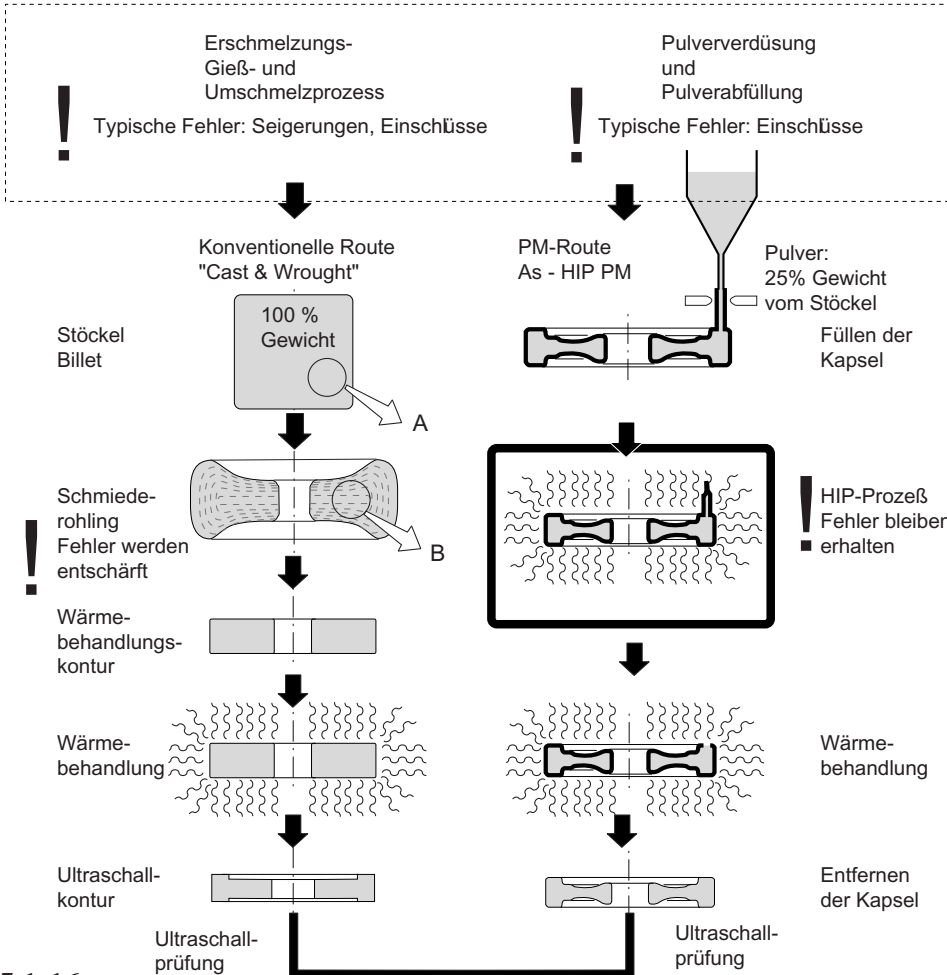 Erschmelzungs-
Gieß- und
Umschmelzprozess
!
Typische Fehler: Seigerungen, Einschlüsse
Pulververdüsung
und
Pulverabfüllung
!
Typische Fehler: Einschlüsse
Konventionelle Route
"Cast & Wrought"
PM-Route
As - HIP PM
Pulver:
25% Gewicht
vom Stöckel
Stöckel
Billet
100 %
Gewicht
A
Füllen der
Kapsel
!
Schmiede-
rohling
Fehler werden
entschärft
B
!
HIP-Prozeß
Fehler bleiber
erhalten
Wärme-
behandlungs-
kontur
Wärme-
behandlung
Wärme-
behandlung
Ultraschall-
kontur
Entfernen
der Kapsel
Ultraschall-
prüfung
Ultraschall-
prüfung